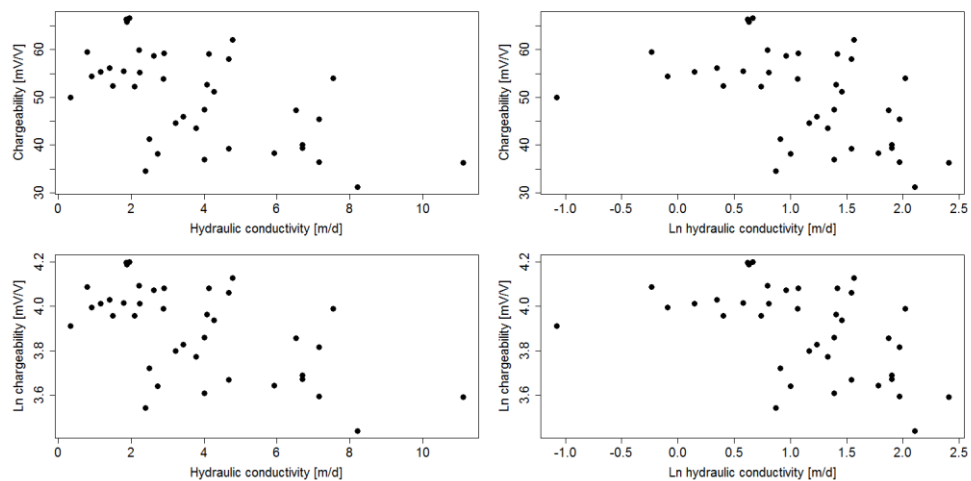 Chargeability [mV/V]
60
50
40
30
0 2 4 6 8 10
Hydraulic conductivity [m/d]
Chargeability [mV/V]
60
50
40
30
-1.0 -0.5 0.0 0.5 1.0 1.5 2.0 2.5
Ln hydraulic conductivity [m/d]
Ln chargeability [mV/V]
4.2
4.0
3.8
3.6
0 2 4 6 8 10
Hydraulic conductivity [m/d]
Ln chargeability [mV/V]
4.2
4.0
3.8
3.6
-1.0 -0.5 0.0 0.5 1.0 1.5 2.0 2.5
Ln hydraulic conductivity [m/d]